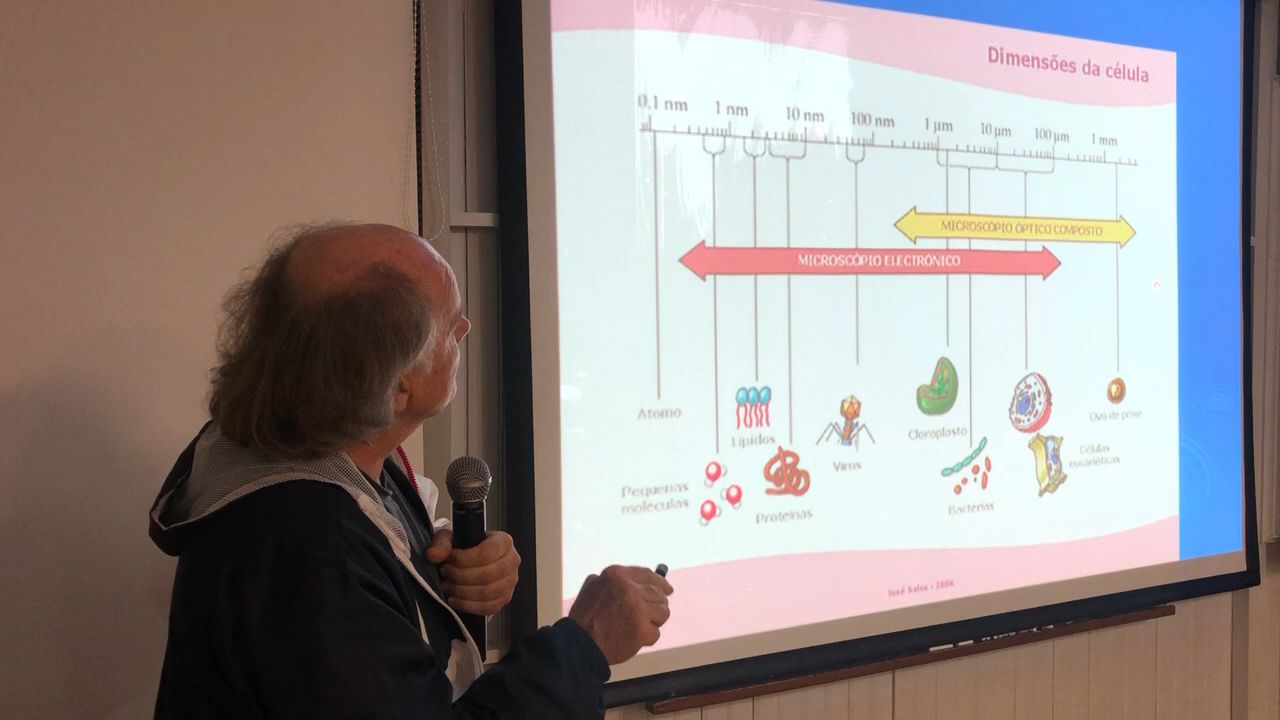 Dimensões da célula
0,1 nm 1 nm 10 nm 100 nm 1 µm 10 µm 100 µm 1 mm
MICROSCÓPIO ÓPTICO COMPOSTO
MICROSCÓPIO ELECTRÓNICO
Átomo
Lípidos
Vírus
Cloroplasto
Ovo de peixe
Células
eucarióticas
Pequenas
moléculas
Proteínas
Bactérias
José Salsa - 2006